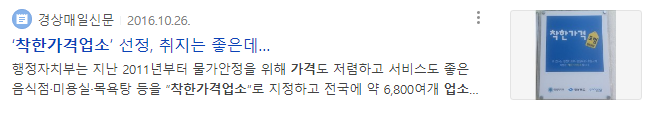 경상매일신문 2016.10.26.
'착한가격업소' 선정, 취지는 좋은데...
행정자치부는 지난 2011년부터 물가안정을 위해 가격도 저렴하고 서비스도 좋은
음식점·미용실·목욕탕 등을 "착한가격업소"로 지정하고 전국에 약 6,800여개 업소...
착한가격